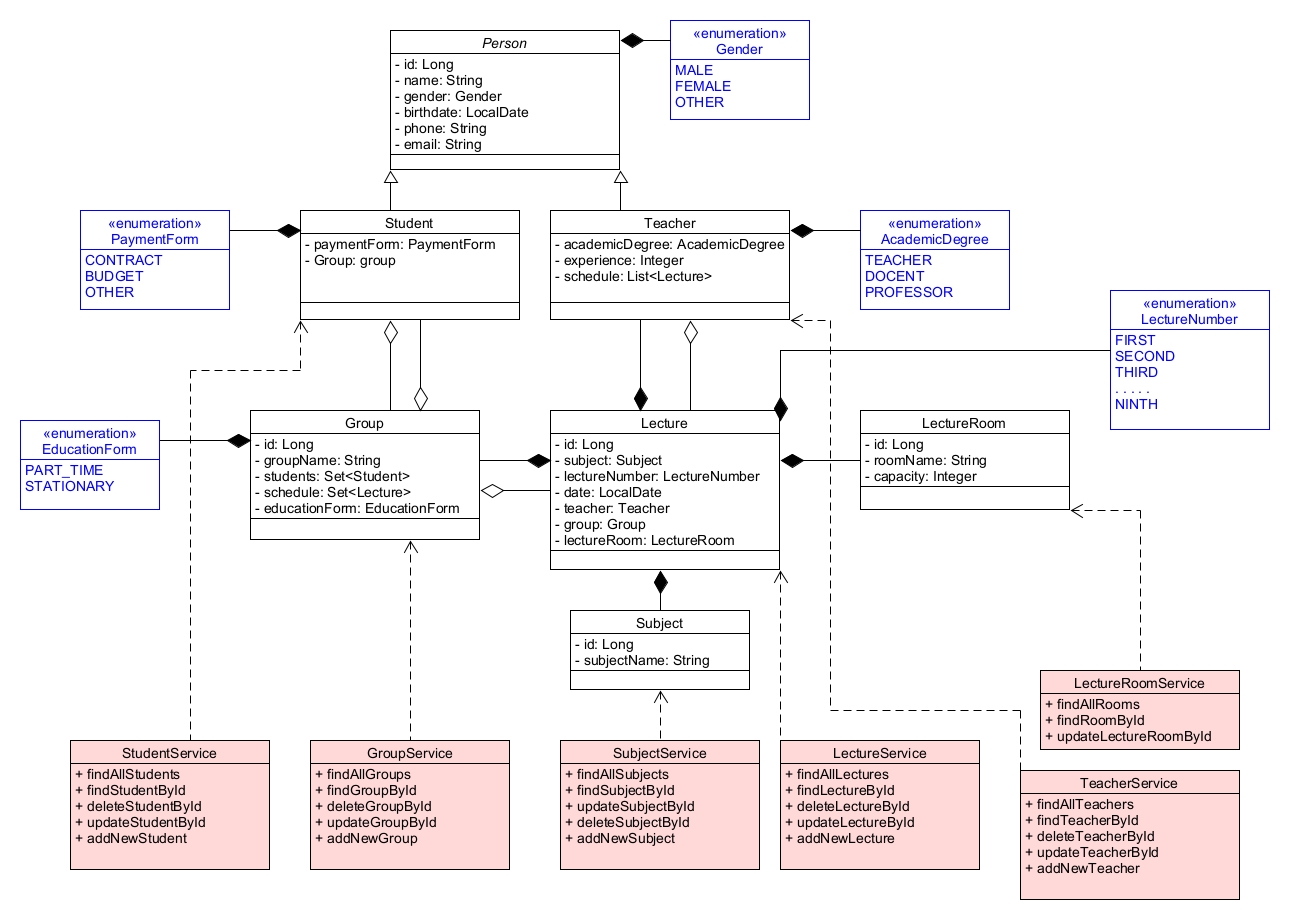 Person
- id: Long
- name: String
- gender: Gender
- birthdate: LocalDate
- phone: String
- email: String
«enumeration»
Gender
MALE
FEMALE
OTHER
«enumeration»
PaymentForm
CONTRACT
BUDGET
OTHER
Student
- paymentForm: PaymentForm
- Group: group
Teacher
- academicDegree: AcademicDegree
- experience: Integer
- schedule: List<Lecture>
«enumeration»
AcademicDegree
TEACHER
DOCENT
PROFESSOR
«enumeration»
LectureNumber
FIRST
SECOND
THIRD
. . . . .
NINTH
«enumeration»
EducationForm
PART_TIME
STATIONARY
Group
- id: Long
- groupName: String
- students: Set<Student>
- schedule: Set<Lecture>
- educationForm: EducationForm
Lecture
- id: Long
- subject: Subject
- lectureNumber: LectureNumber
- date: LocalDate
- teacher: Teacher
- group: Group
- lectureRoom: LectureRoom
LectureRoom
- id: Long
- roomName: String
- capacity: Integer
Subject
- id: Long
- subjectName: String
LectureRoomService
+ findAllRooms
+ findRoomById
+ updateLectureRoomById
StudentService
+ findAllStudents
+ findStudentById
+ deleteStudentById
+ updateStudentById
+ addNewStudent
GroupService
+ findAllGroups
+ findGroupById
+ deleteGroupById
+ updateGroupById
+ addNewGroup
SubjectService
+ findAllSubjects
+ findSubjectById
+ updateSubjectById
+ deleteSubjectById
+ addNewSubject
LectureService
+ findAllLectures
+ findLectureById
+ deleteLectureById
+ updateLectureById
+ addNewLecture
TeacherService
+ findAllTeachers
+ findTeacherById
+ deleteTeacherById
+ updateTeacherById
+ addNewTeacher